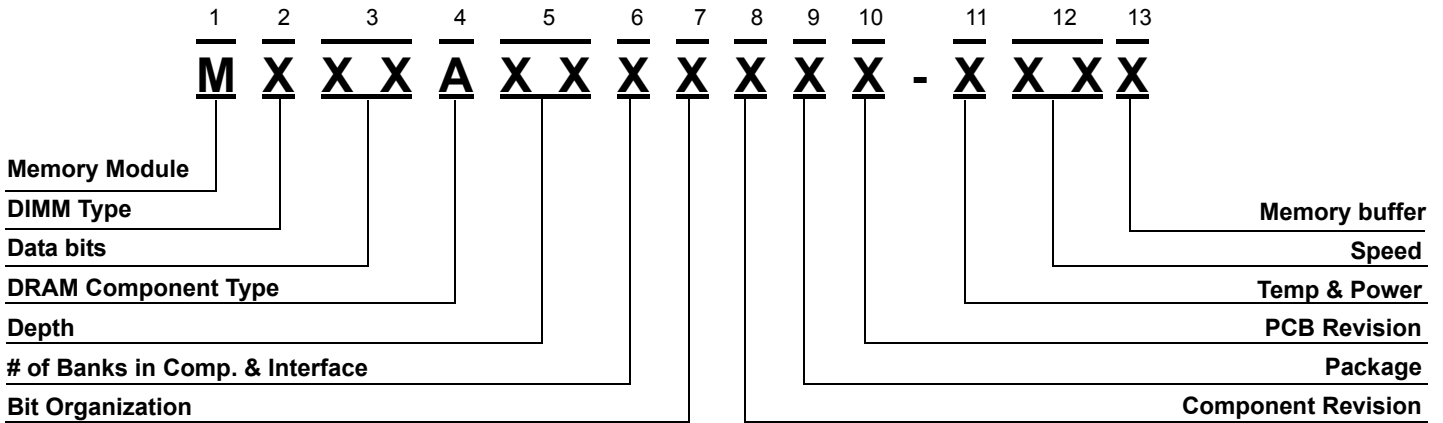 1 2 3 4 5 6 7 8 9 10 11 12 13
M X X X A X X X X X X X - X X X X
Memory Module
DIMM Type
Data bits
DRAM Component Type
Depth
# of Banks in Comp. & Interface
Bit Organization
Memory buffer
Speed
Temp & Power
PCB Revision
Package
Component Revision